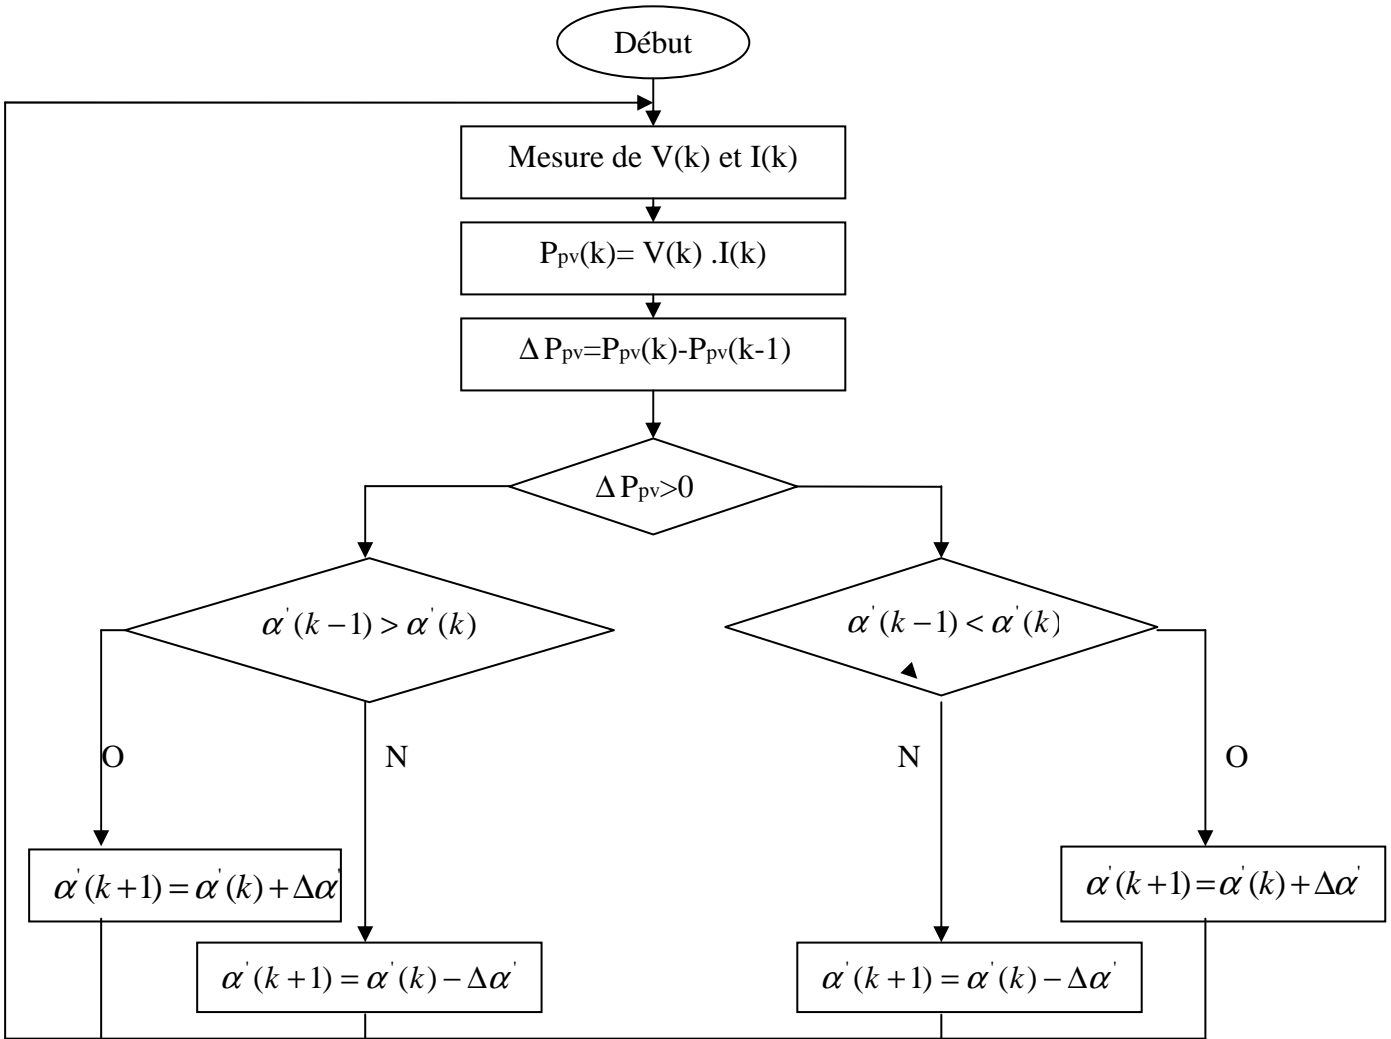 Début
Mesure de V(k) et I(k)
Ppv(k)= V(k) .I(k)
Δ Ppv=Ppv(k)-Ppv(k-1)
Δ Ppv>0
α'(k−1) > α'(k)
α'(k−1) < α'(k)
O
N
N
O
α'(k+1) = α'(k) + Δα'
α'(k+1) = α'(k) + Δα'
α'(k+1) = α'(k) − Δα'
α'(k+1) = α'(k) − Δα'